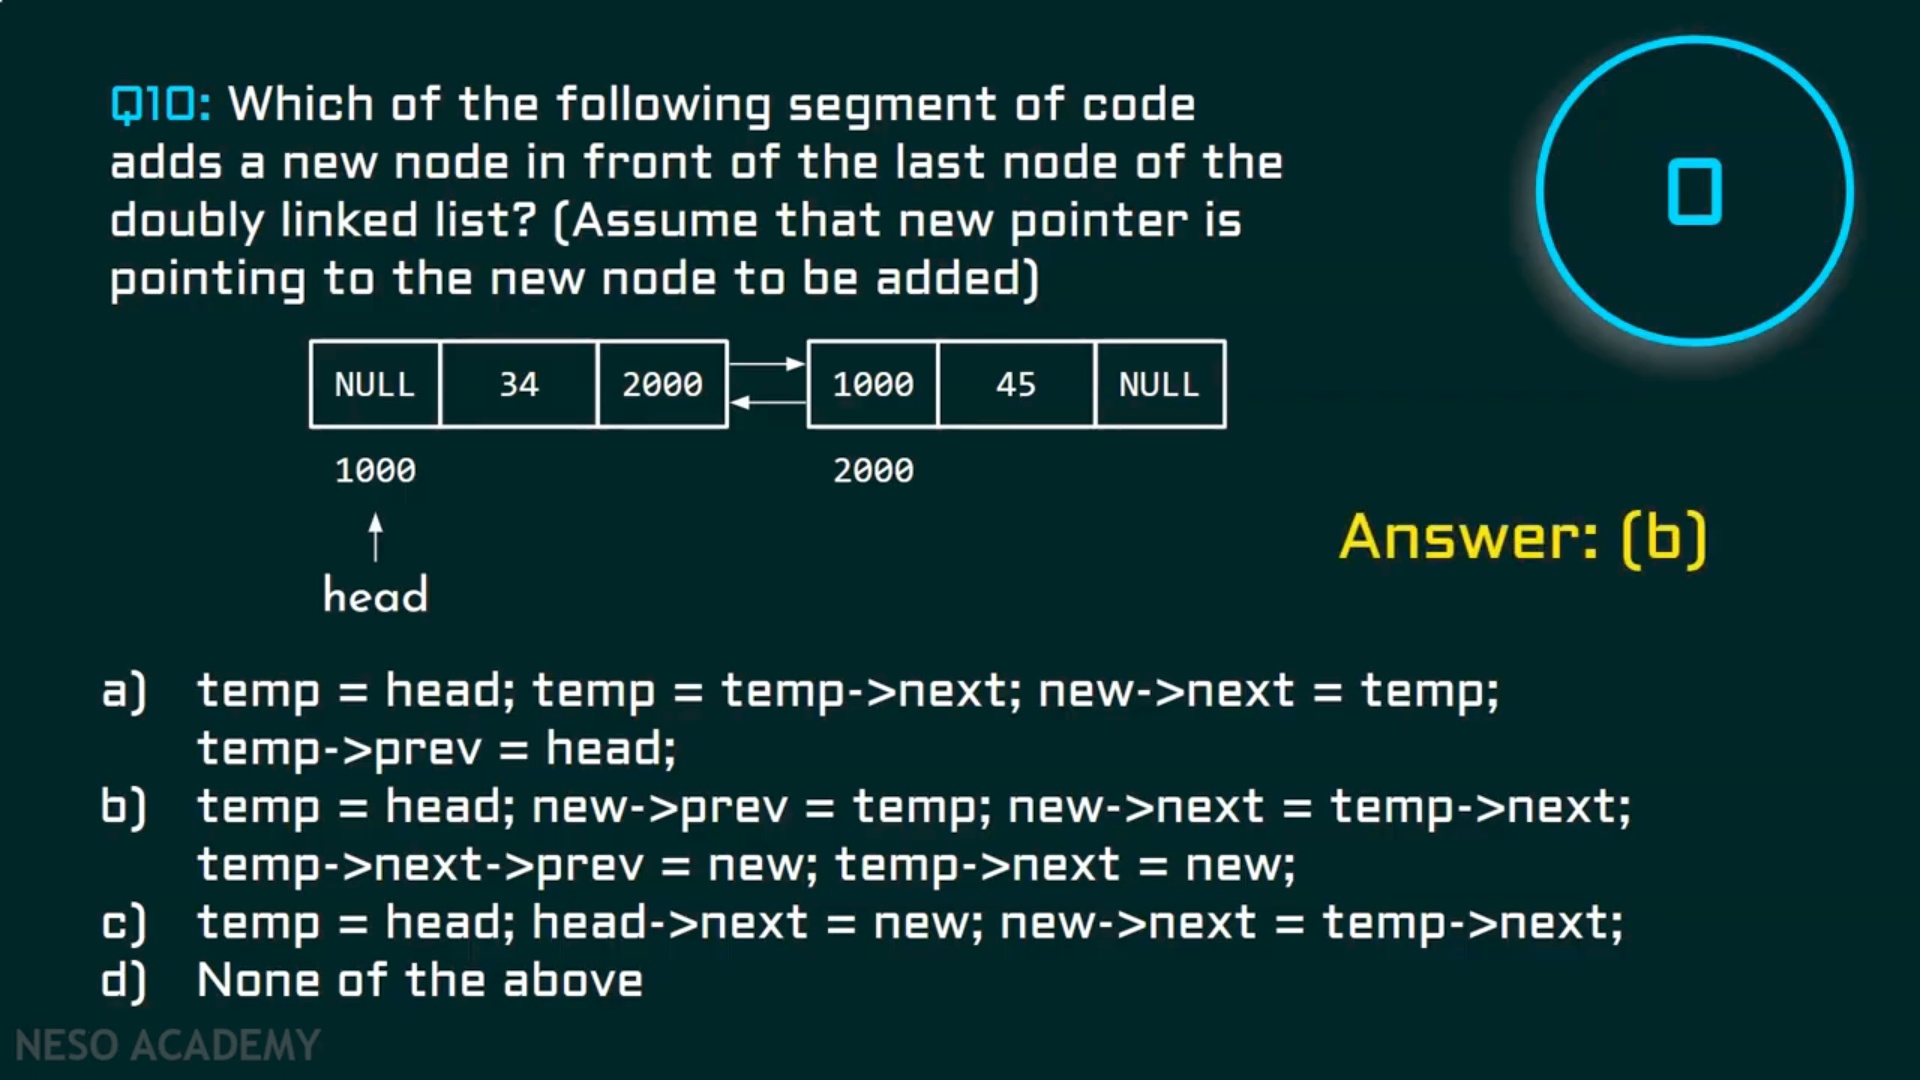 Q10: Which of the following segment of code
adds a new node in front of the last node of the
doubly linked list? (Assume that new pointer is
pointing to the new node to be added)
0
NULL 34 2000 1000 45 NULL
1000 2000
head
Answer: (b)
a) temp = head; temp = temp->next; new->next = temp;
temp->prev = head;
b) temp = head; new->prev = temp; new->next = temp->next;
temp->next->prev = new; temp->next = new;
c) temp = head; head->next = new; new->next = temp->next;
d) None of the above
NESO ACADEMY